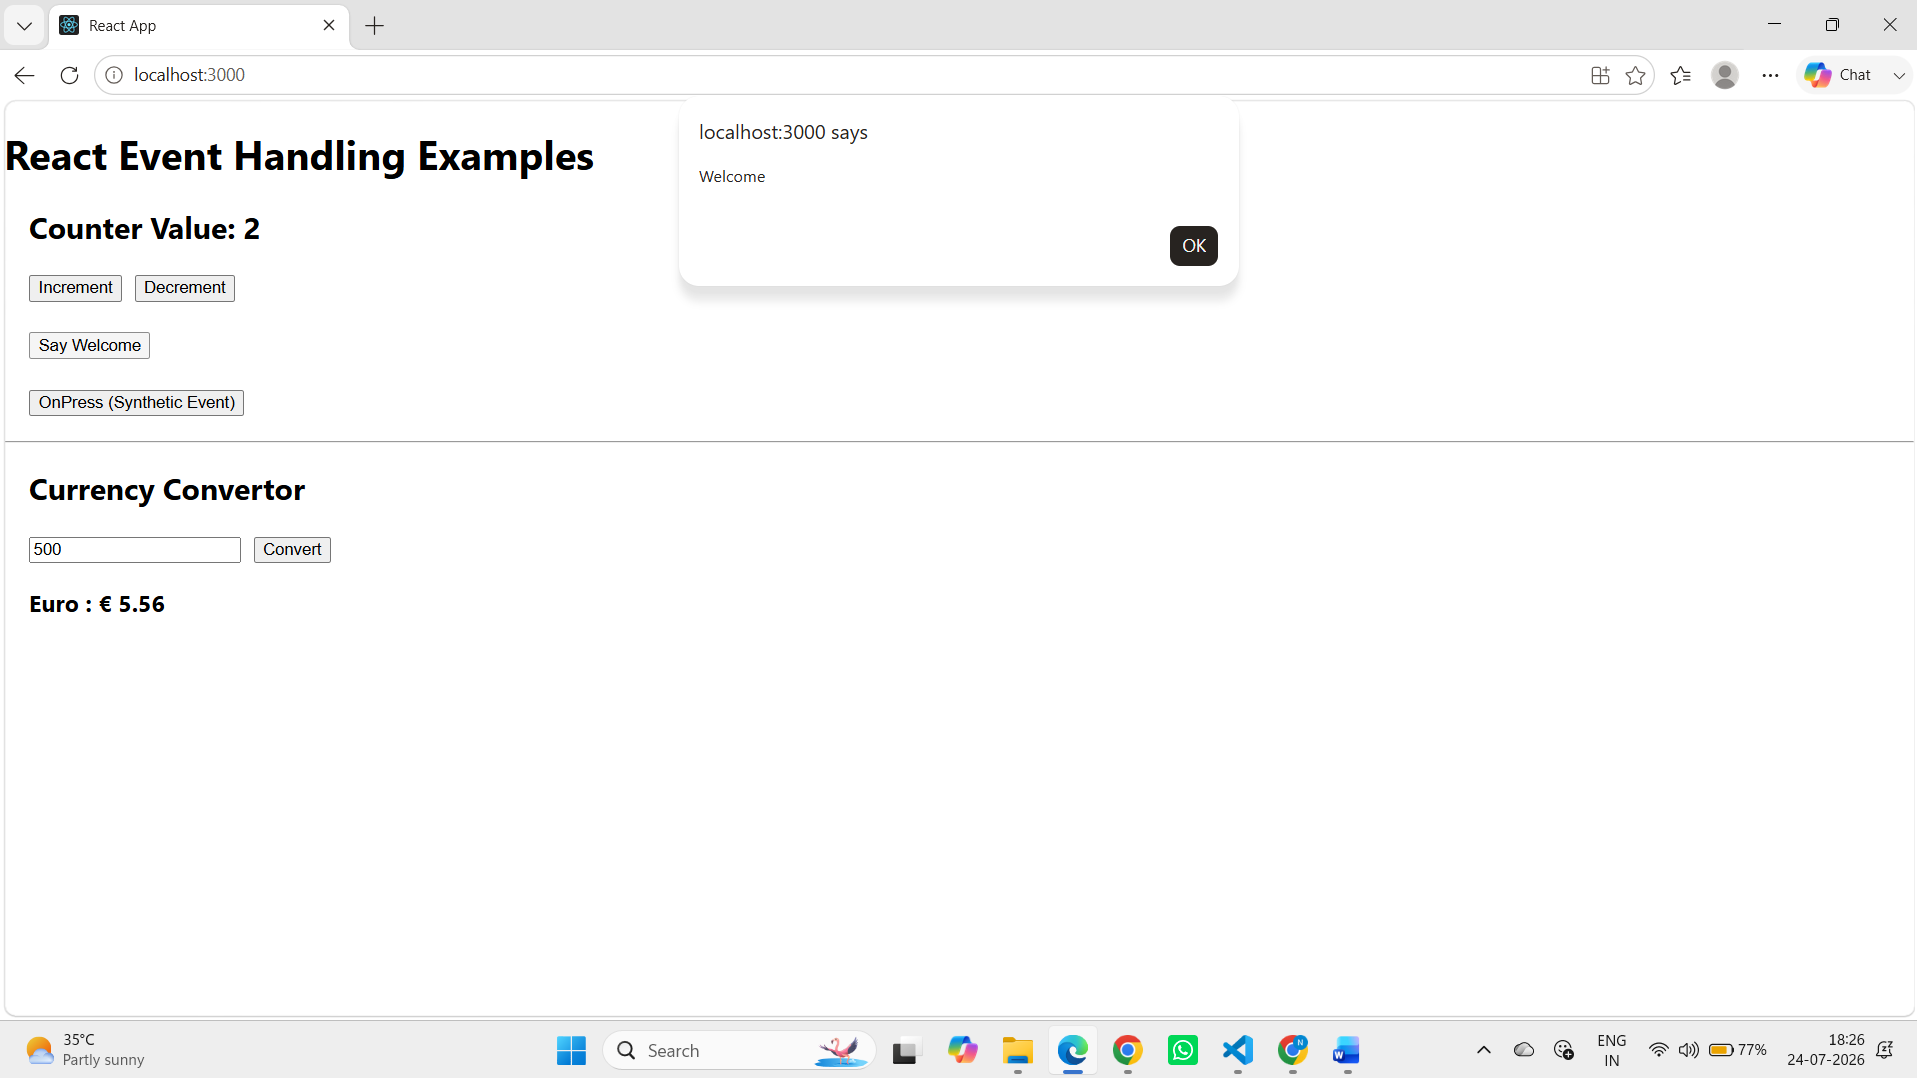 React App
localhost:3000
Chat
localhost:3000 says
Welcome
OK
React Event Handling Examples
Counter Value: 2
Increment Decrement
Say Welcome
OnPress (Synthetic Event)
Currency Convertor
500 Convert
Euro : € 5.56
35°C
Partly sunny
Search
N
W
ENG
IN
77%
18:26
24-07-2026